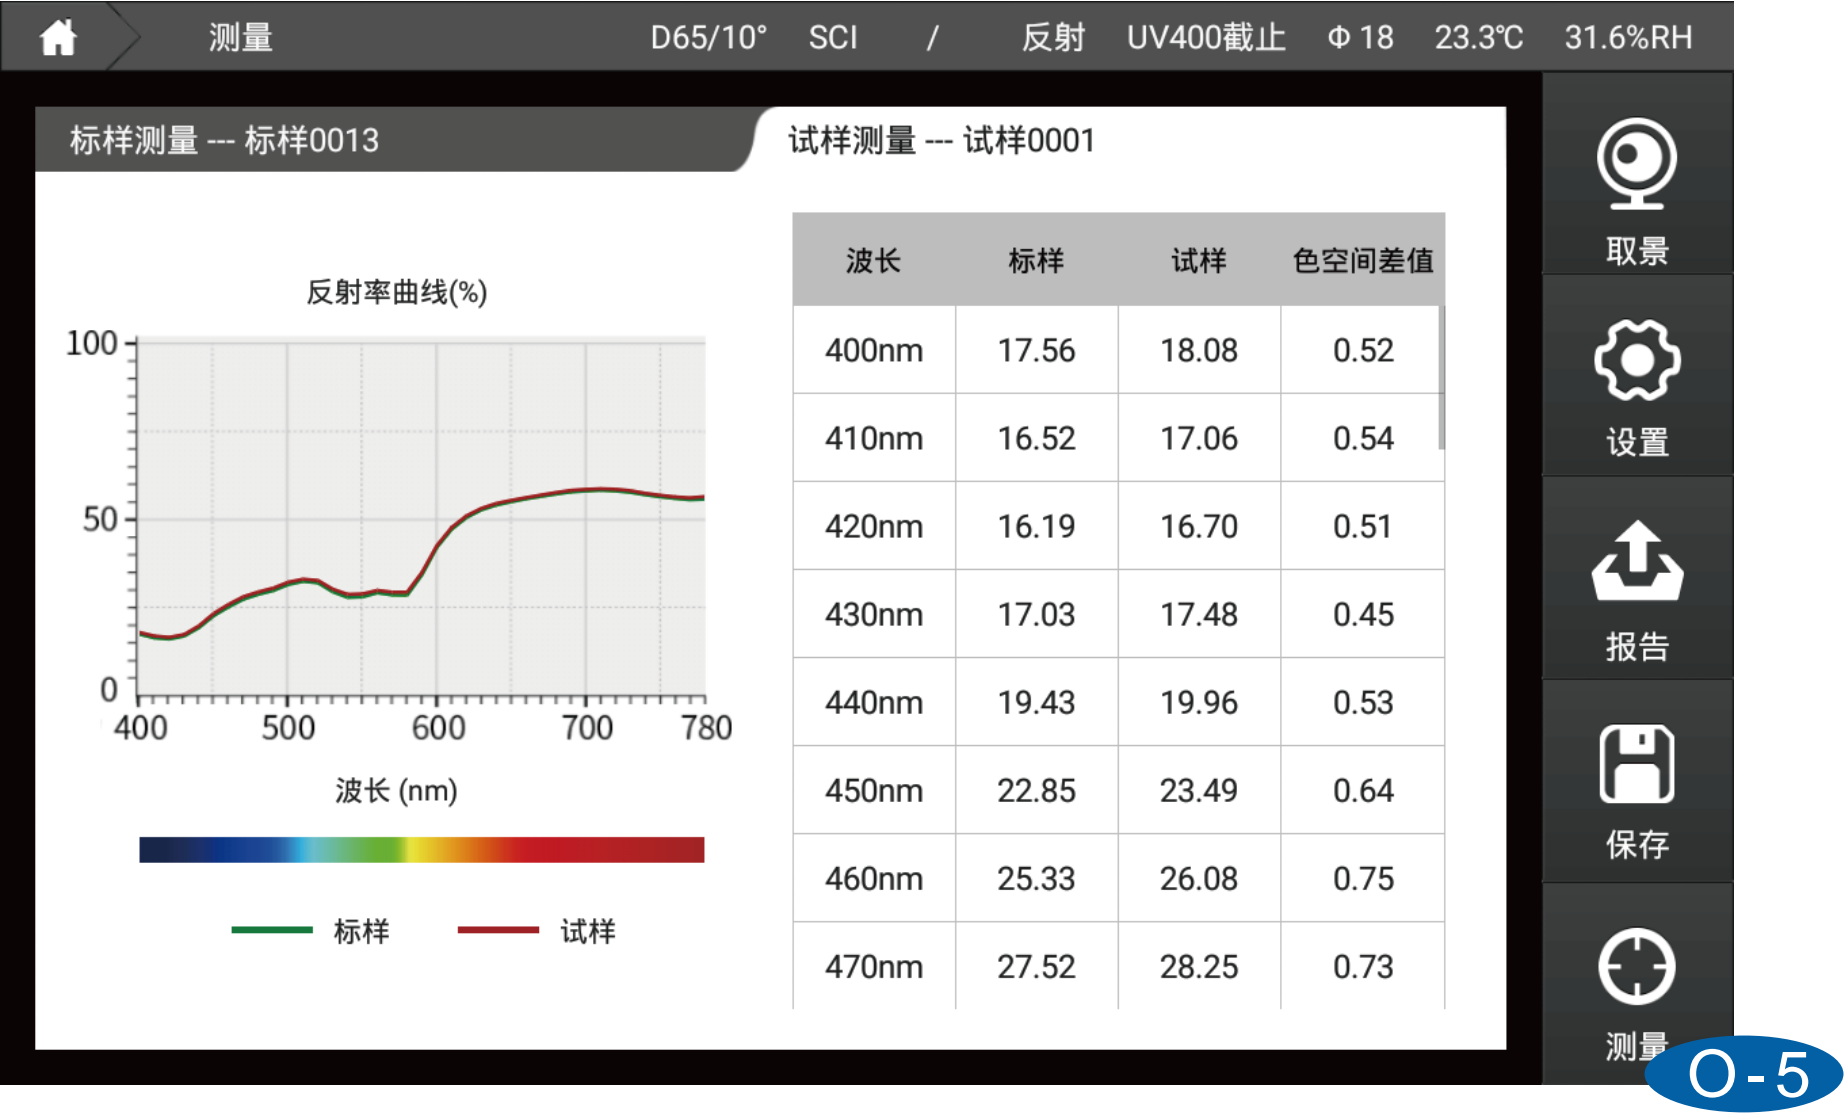 测量 D65/10° SCI / 反射 UV400截止 Φ 18 23.3℃ 31.6%RH
标样测量 --- 标样0013
试样测量 --- 试样0001
反射率曲线(%)
100
50
0
400 500 600 700 780
波长 (nm)
标样 试样
波长 标样 试样 色空间差值
400nm 17.56 18.08 0.52
410nm 16.52 17.06 0.54
420nm 16.19 16.70 0.51
430nm 17.03 17.48 0.45
440nm 19.43 19.96 0.53
450nm 22.85 23.49 0.64
460nm 25.33 26.08 0.75
470nm 27.52 28.25 0.73
取景
设置
报告
保存
测量
O-5